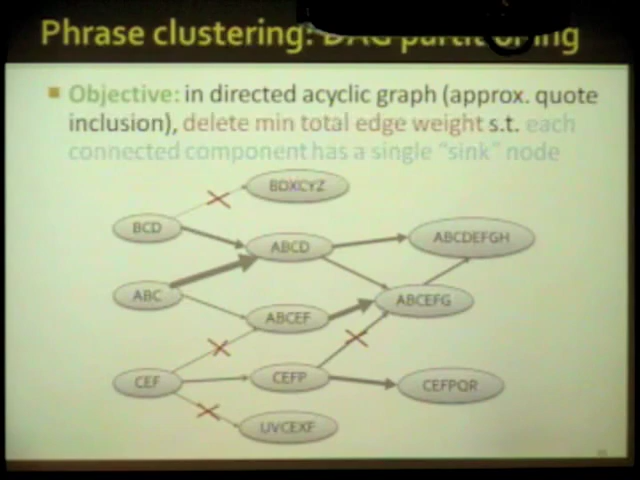 Phrase clustering: DAG partitioning
Objective: in directed acyclic graph (approx. quote
inclusion), delete min total edge weight s.t. each
connected component has a single "sink" node
BDXCYZ
BCD
ABCD
ABCDEFGH
ABC
ABCEFG
ABCEF
CEF
CEFP
CEFPQR
UVCEXF